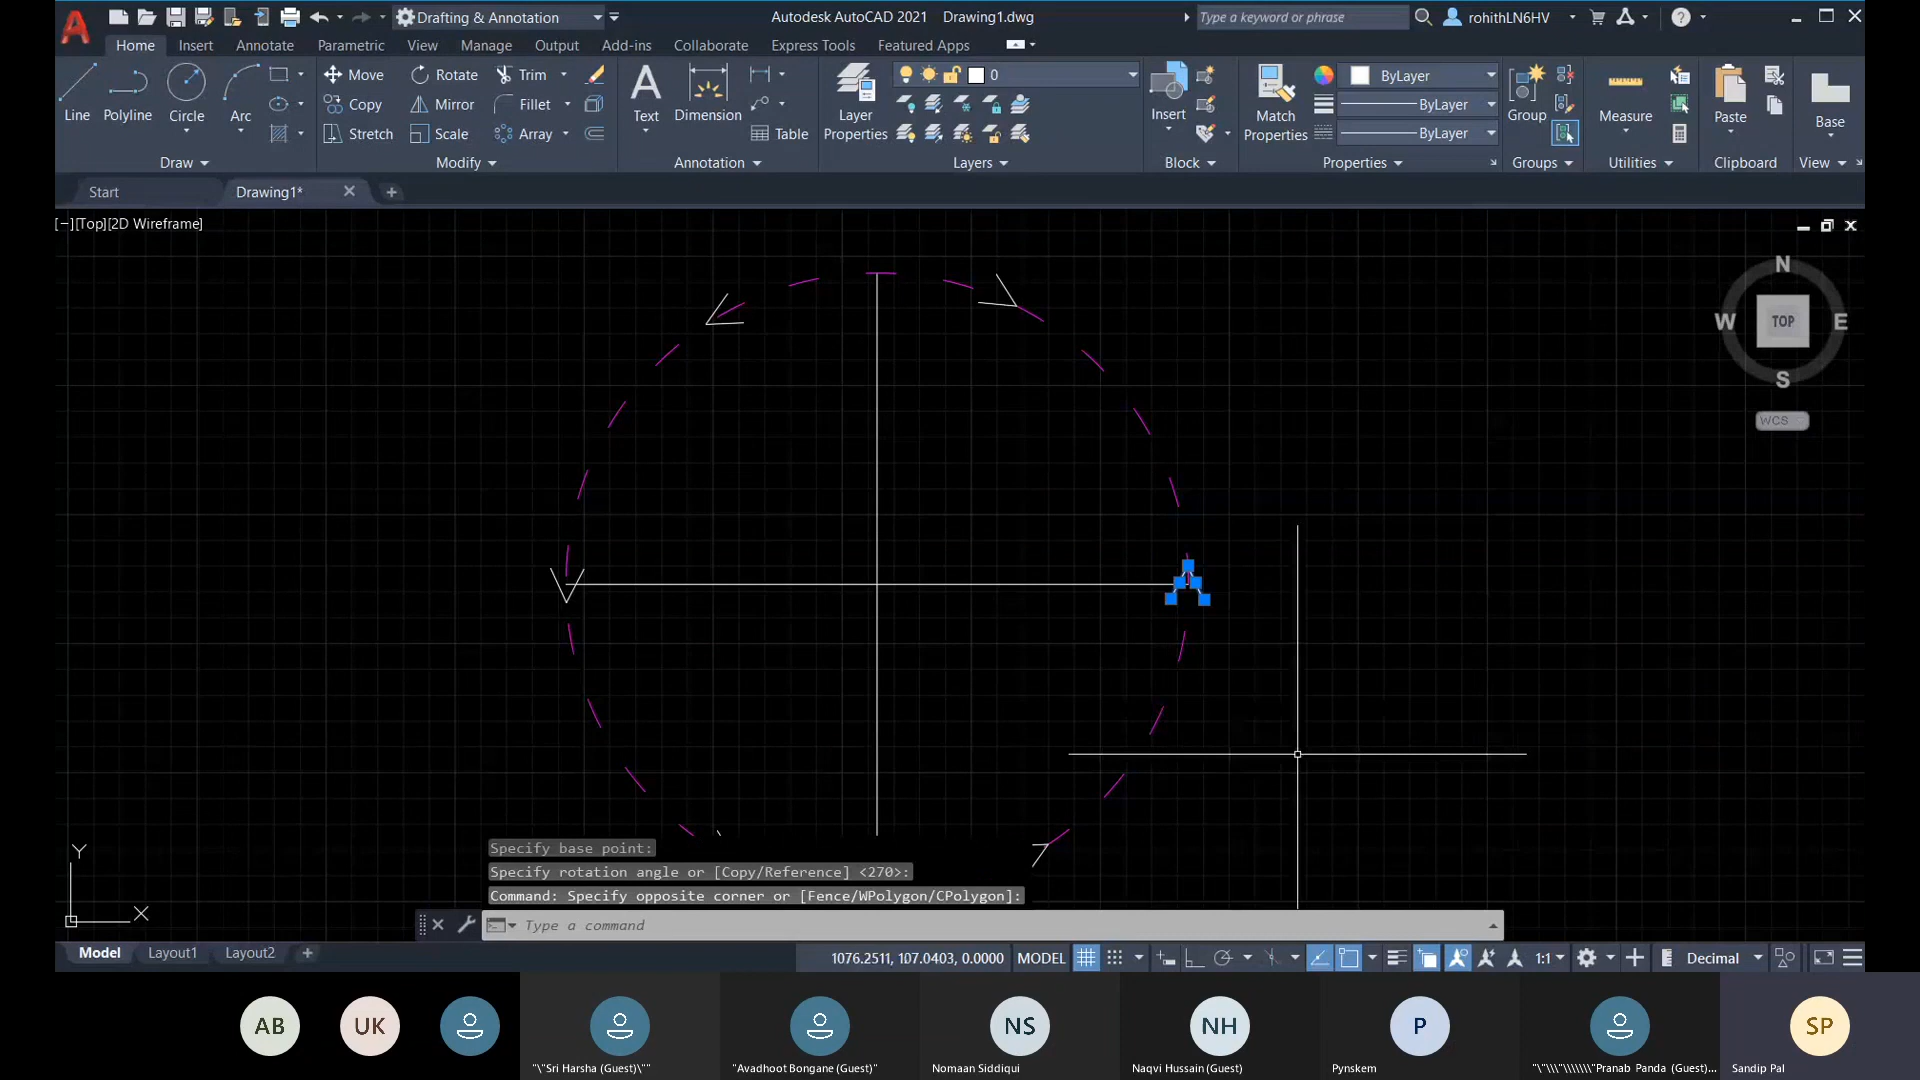 Drafting & Annotation
Autodesk AutoCAD 2021 Drawing1.dwg
Type a keyword or phrase
rohithLN6HV
Home Insert Annotate Parametric View Manage Output Add-ins Collaborate Express Tools Featured Apps
Line
Polyline
Circle
Arc
Draw
Move Rotate Trim
Copy Mirror Fillet
Stretch Scale Array
Modify
Text
Dimension
Table
Annotation
Layer
Properties
0
Layers
Insert
Block
Match
Properties
ByLayer
ByLayer
ByLayer
Properties
Group
Groups
Measure
Utilities
Paste
Clipboard
Base
View
Start Drawing1*
[−][Top][2D Wireframe]
N
W TOP E
S
WCS
Y
X
Specify base point:
Specify rotation angle or [Copy/Reference] <270>:
Command: Specify opposite corner or [Fence/WPolygon/CPolygon]:
Type a command
Model Layout1 Layout2
1076.2511, 107.0403, 0.0000 MODEL 1:1 Decimal
AB UK NS NH P SP
"\"Sri Harsha (Guest)\"" "Avadhoot Bongane (Guest)" Nomaan Siddiqui Naqvi Hussain (Guest) Pynskem "\"\\\"\\\\\\\"Pranab Panda (Guest)... Sandip Pal